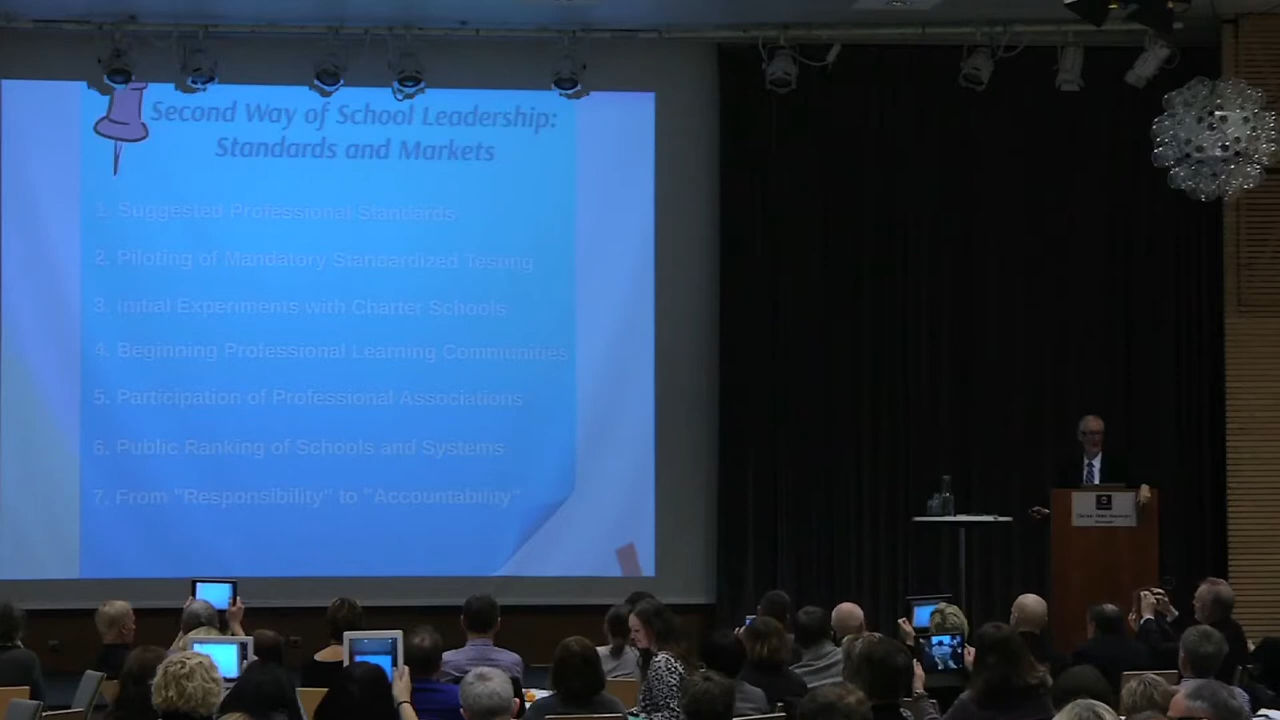 Second Way of School Leadership:
Standards and Markets
1. Suggested Professional Standards
2. Piloting of Mandatory Standardized Testing
3. Initial Experiments with Charter Schools
4. Beginning Professional Learning Communities
5. Participation of Professional Associations
6. Public Ranking of Schools and Systems
7. From "Responsibility" to "Accountability"